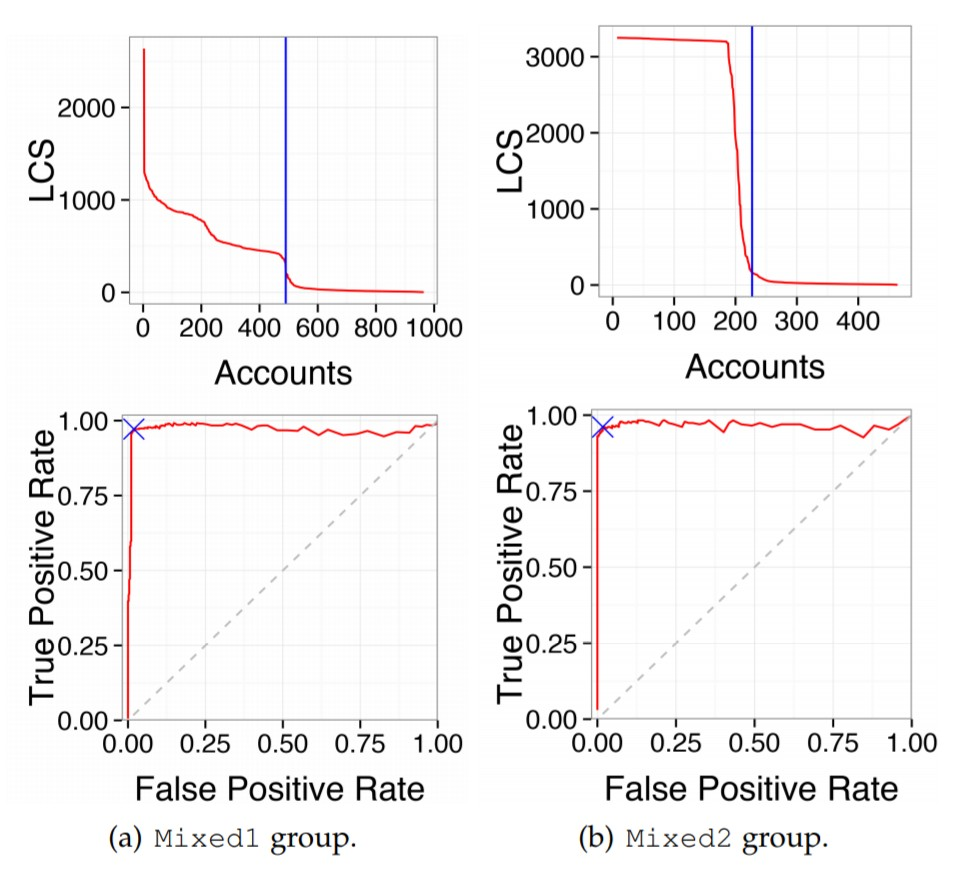 2000
1000
0
LCS
0 200 400 600 800 1000
Accounts
3000
2000
1000
0
LCS
0 100 200 300 400
Accounts
1.00
0.75
0.50
0.25
0.00
True Positive Rate
0.00 0.25 0.50 0.75 1.00
False Positive Rate
(a) Mixed1 group.
1.00
0.75
0.50
0.25
0.00
True Positive Rate
0.00 0.25 0.50 0.75 1.00
False Positive Rate
(b) Mixed2 group.